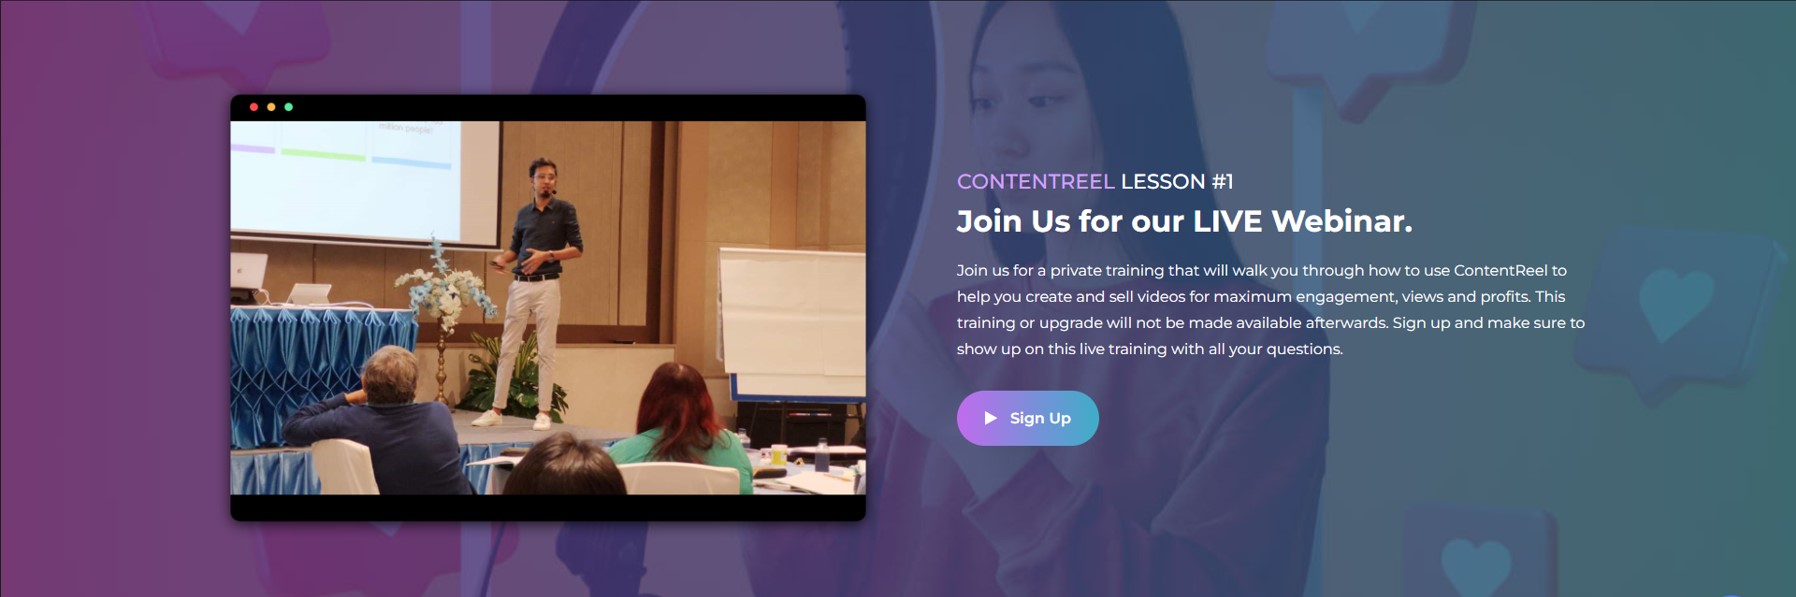 million people!
CONTENTREEL LESSON #1
Join Us for our LIVE Webinar.
Join us for a private training that will walk you through how to use ContentReel to
help you create and sell videos for maximum engagement, views and profits. This
training or upgrade will not be made available afterwards. Sign up and make sure to
show up on this live training with all your questions.
Sign Up